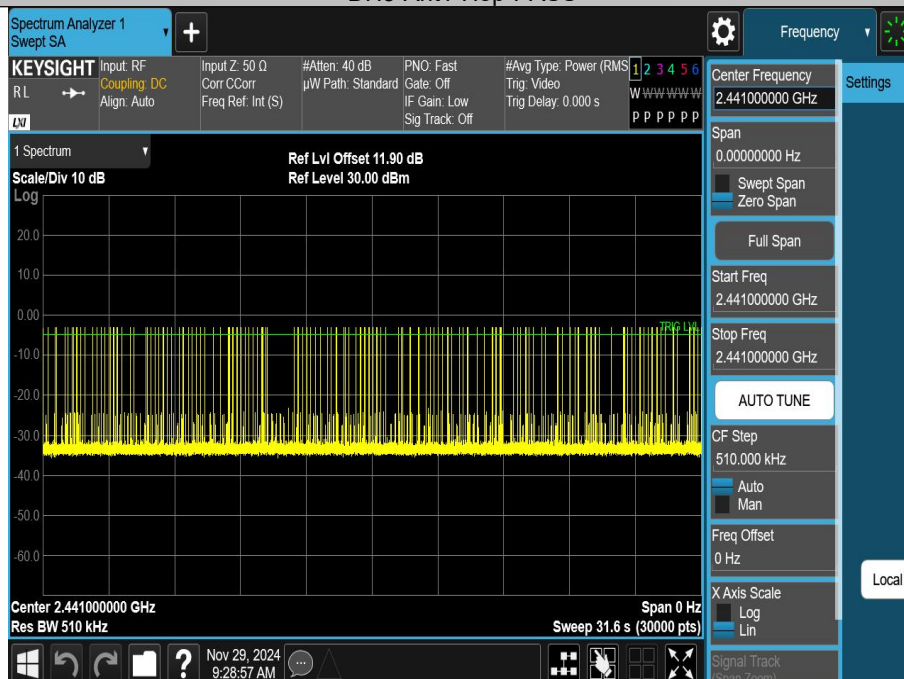 Spectrum Analyzer 1
Swept SA
+
Frequency
KEYSIGHT
R L
LXI
Input: RF
Coupling: DC
Align: Auto
Input Z: 50 Ω
Corr CCorr
Freq Ref: Int (S)
#Atten: 40 dB
µW Path: Standard
PNO: Fast
Gate: Off
IF Gain: Low
Sig Track: Off
#Avg Type: Power (RMS
Trig: Video
Trig Delay: 0.000 s
1 2 3 4 5 6
W W W W W W
P P P P P P
Center Frequency
2.441000000 GHz
Settings
Span
0.00000000 Hz
Swept Span
Zero Span
Full Span
Start Freq
2.441000000 GHz
Stop Freq
2.441000000 GHz
AUTO TUNE
CF Step
510.000 kHz
Auto
Man
Freq Offset
0 Hz
X Axis Scale
Log
Lin
Signal Track
(Span Zoom)
Local
1 Spectrum
Scale/Div 10 dB
Ref Lvl Offset 11.90 dB
Ref Level 30.00 dBm
Log
20.0
10.0
0.00
TRIG LVL
-10.0
-20.0
-30.0
-40.0
-50.0
-60.0
Center 2.441000000 GHz
Span 0 Hz
Res BW 510 kHz
Sweep 31.6 s (30000 pts)
?
Nov 29, 2024
9:28:57 AM